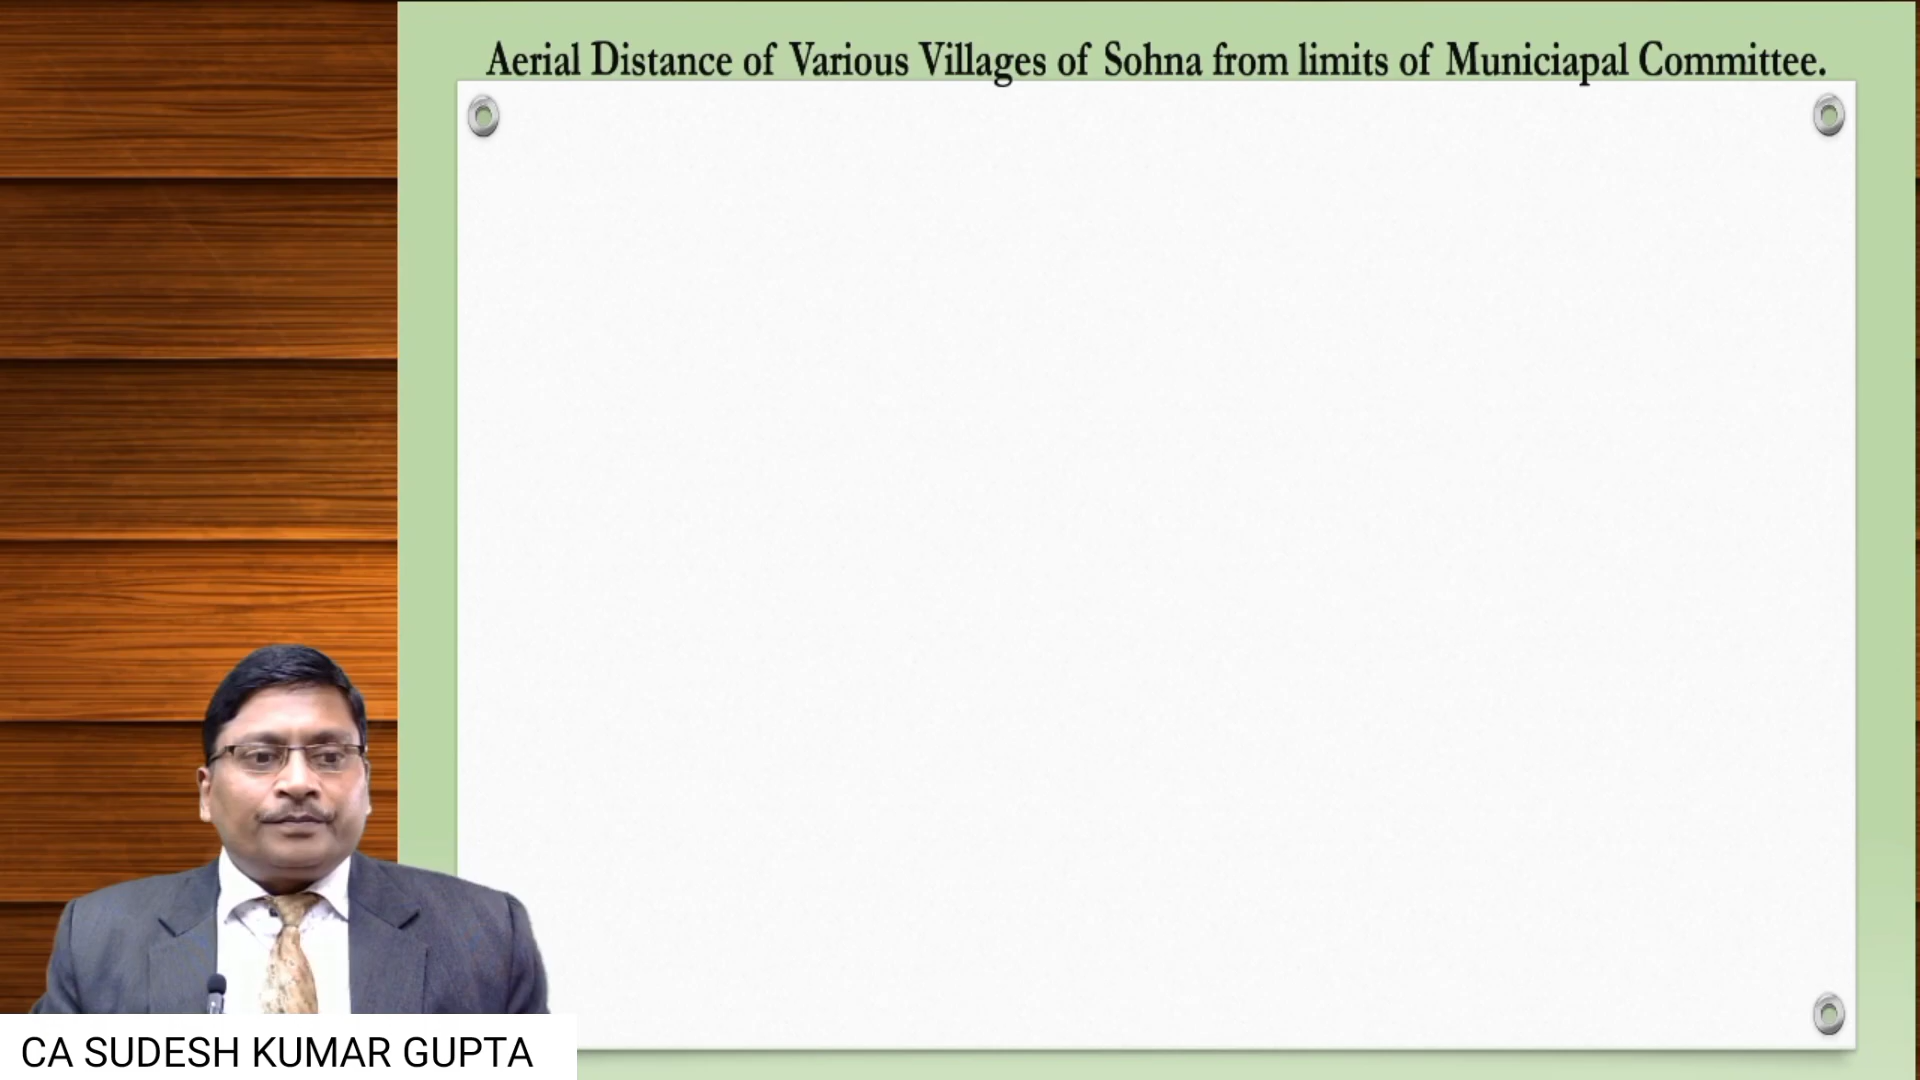 Aerial Distance of Various Villages of Sohna from limits of Municiapal Committee.
CA SUDESH KUMAR GUPTA